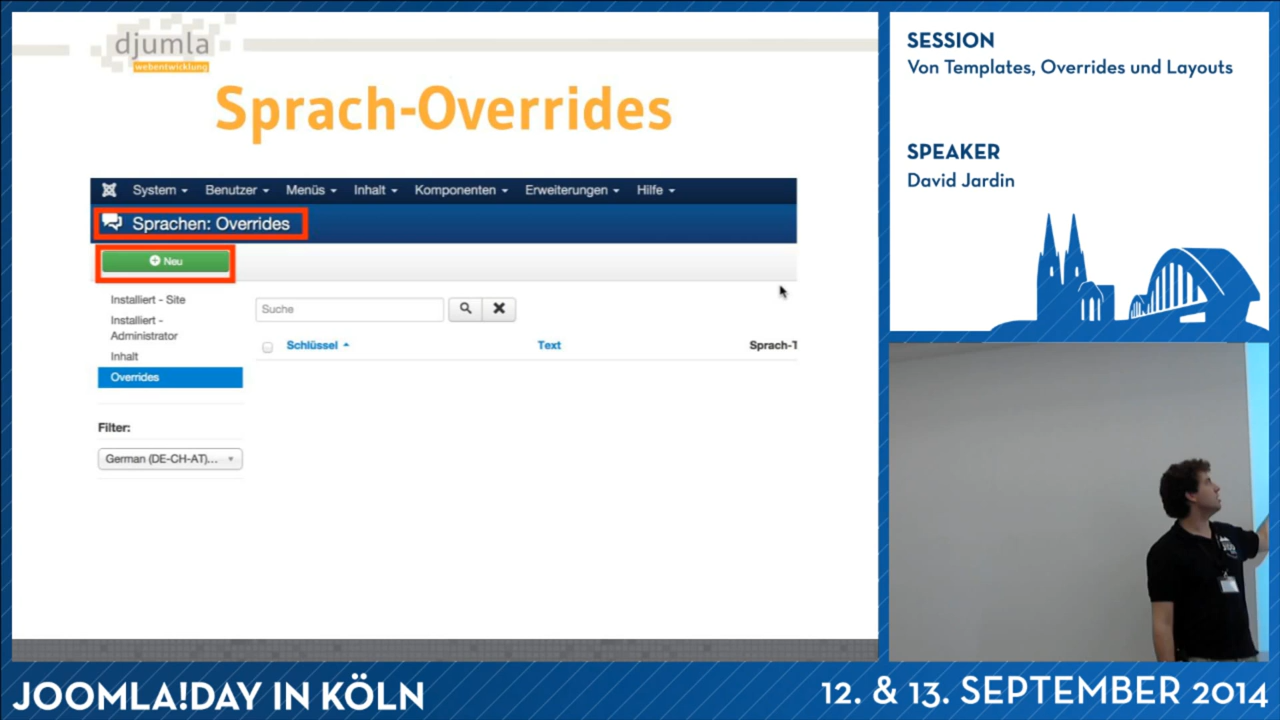 djumla
webentwicklung
Sprach-Overrides
System Benutzer Menüs Inhalt Komponenten Erweiterungen Hilfe
Sprachen: Overrides
Neu
Installiert - Site
Installiert -
Administrator
Inhalt
Overrides
Filter:
German (DE-CH-AT)...
Suche
Schlüssel Text Sprach-T
SESSION
Von Templates, Overrides und Layouts
SPEAKER
David Jardin
JOOMLA!DAY IN KÖLN
12. & 13. SEPTEMBER 2014